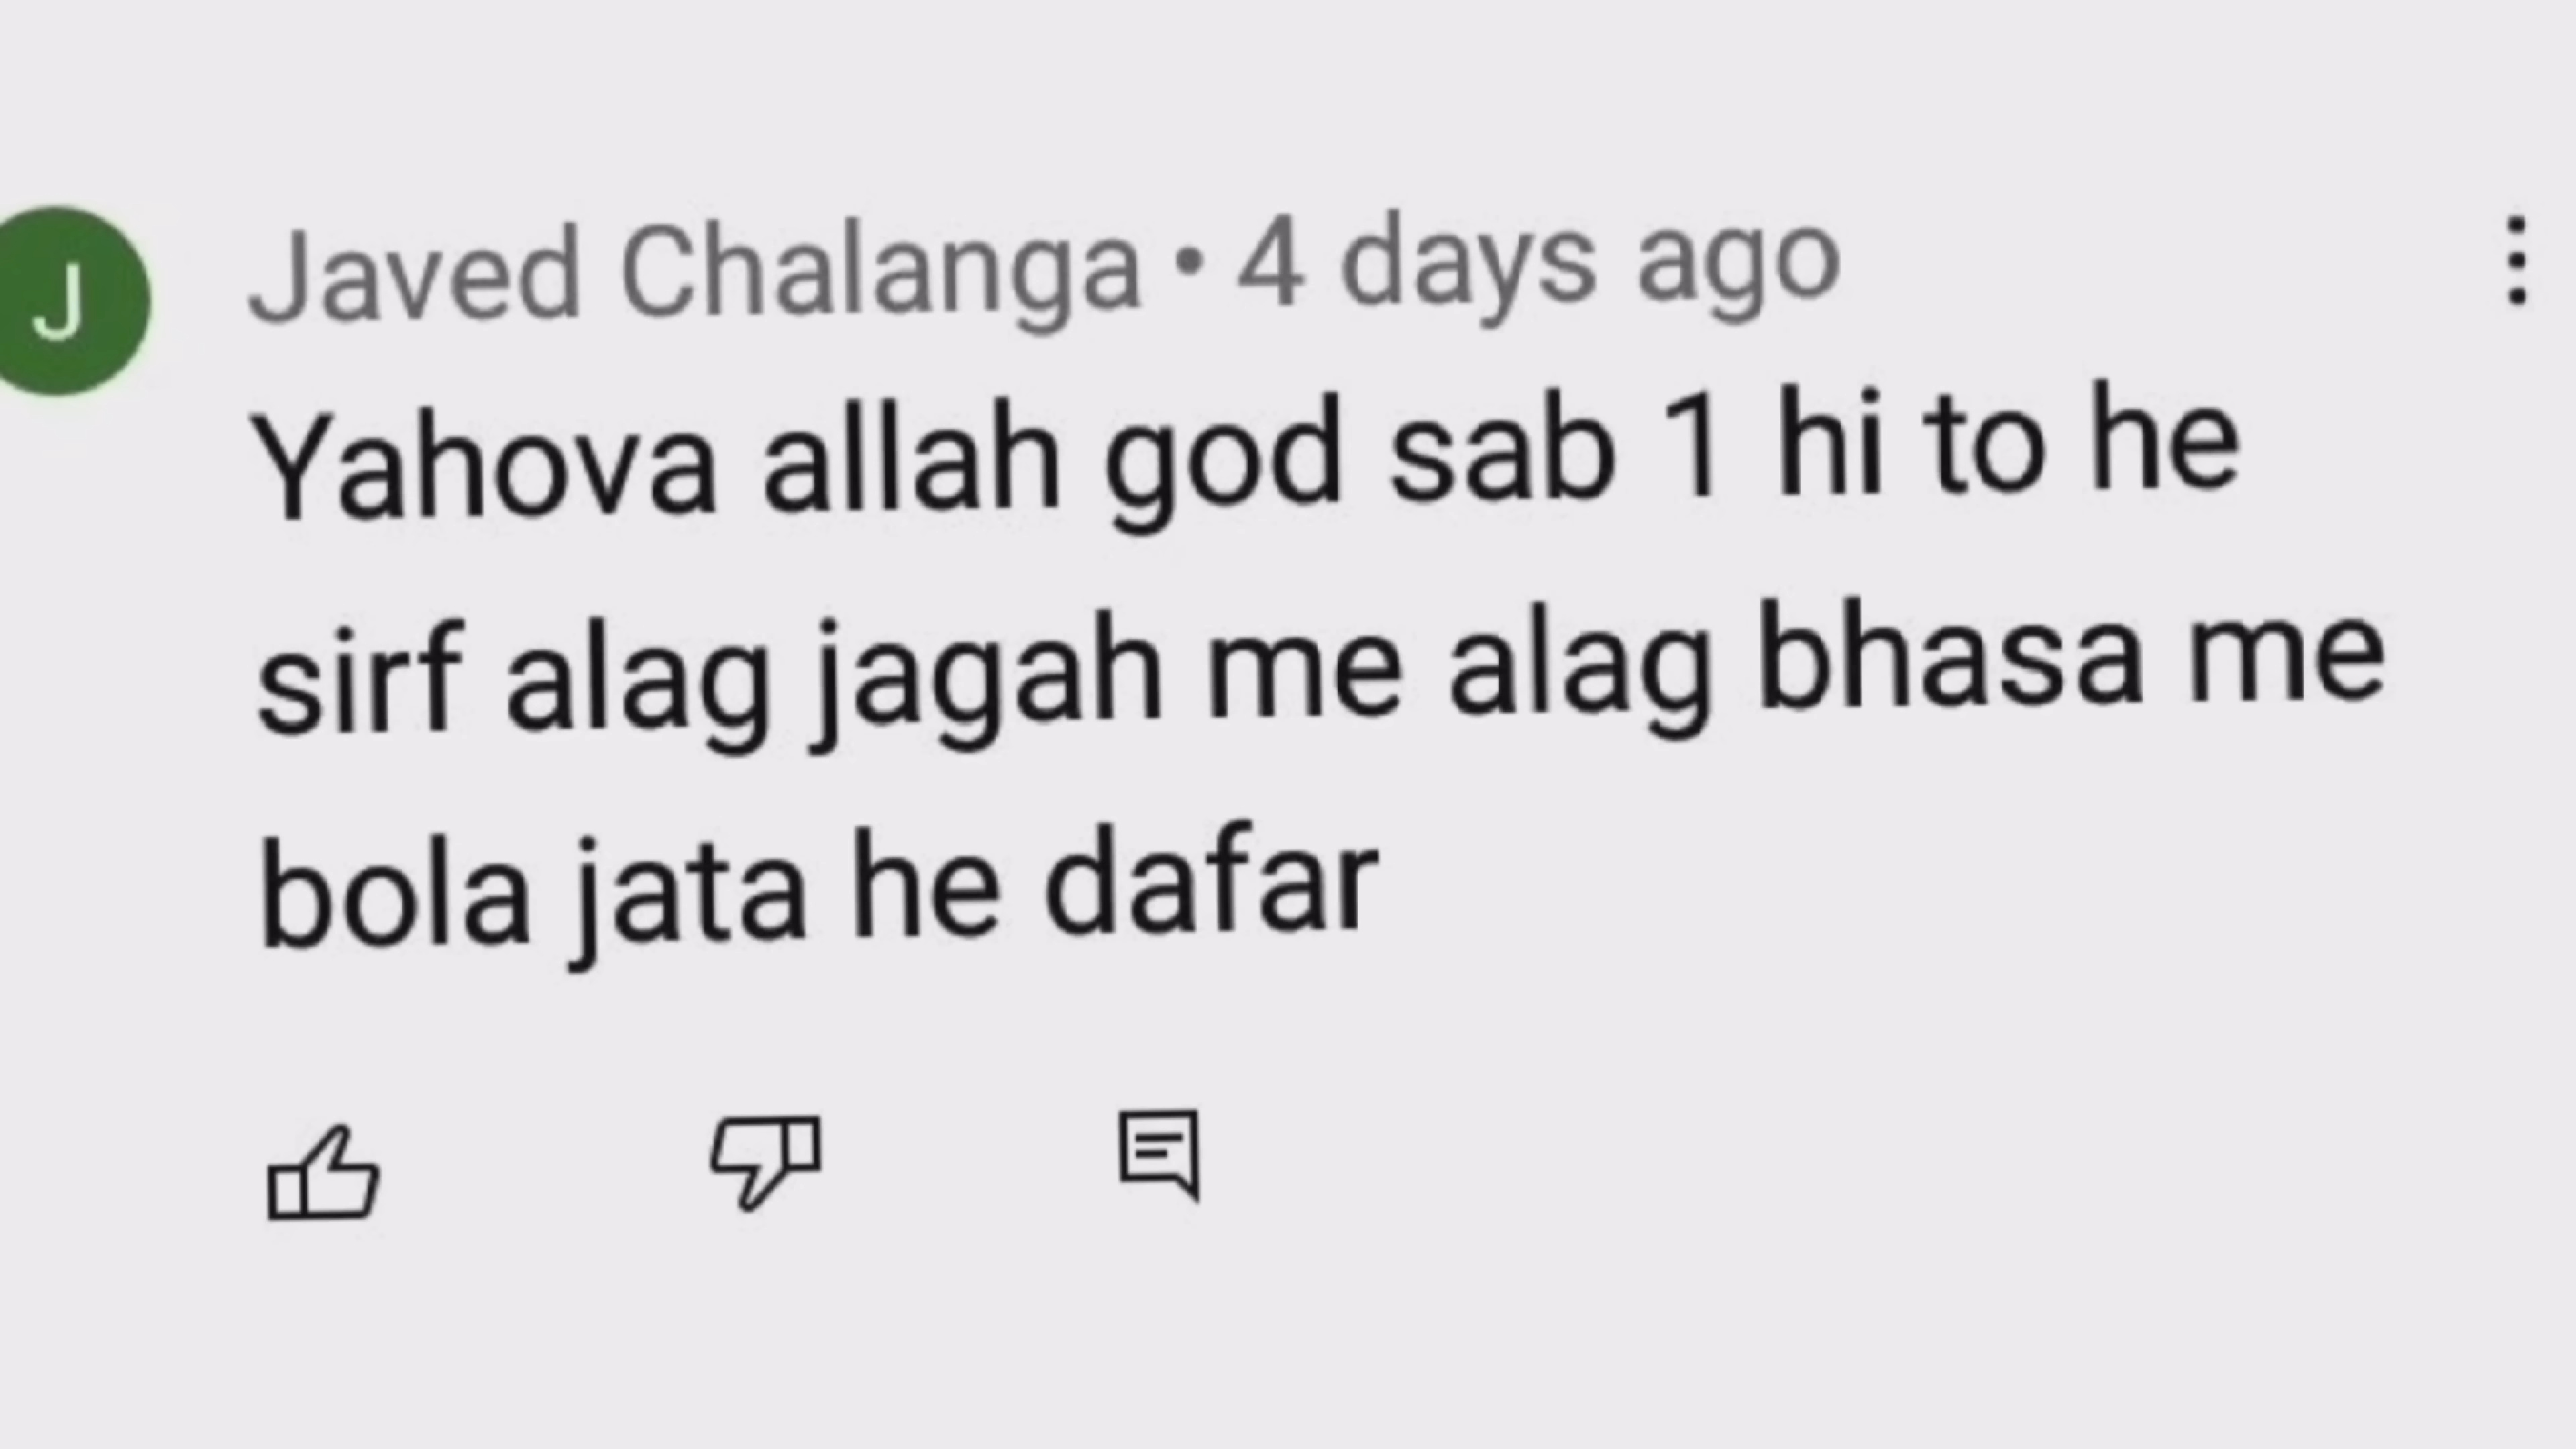 J
Javed Chalanga • 4 days ago
Yahova allah god sab 1 hi to he
sirf alag jagah me alag bhasa me
bola jata he dafar